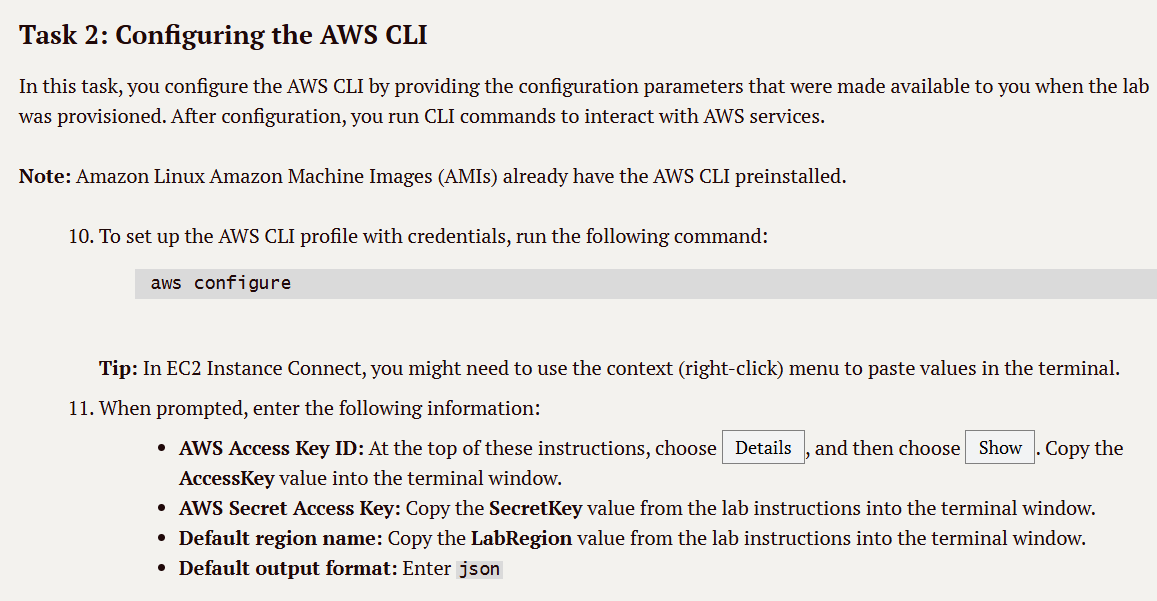 Task 2: Configuring the AWS CLI
In this task, you configure the AWS CLI by providing the configuration parameters that were made available to you when the lab
was provisioned. After configuration, you run CLI commands to interact with AWS services.
Note: Amazon Linux Amazon Machine Images (AMIs) already have the AWS CLI preinstalled.
10. To set up the AWS CLI profile with credentials, run the following command:
aws configure
Tip: In EC2 Instance Connect, you might need to use the context (right-click) menu to paste values in the terminal.
11. When prompted, enter the following information:
• AWS Access Key ID: At the top of these instructions, choose Details, and then choose Show. Copy the
AccessKey value into the terminal window.
• AWS Secret Access Key: Copy the SecretKey value from the lab instructions into the terminal window.
• Default region name: Copy the LabRegion value from the lab instructions into the terminal window.
• Default output format: Enter json